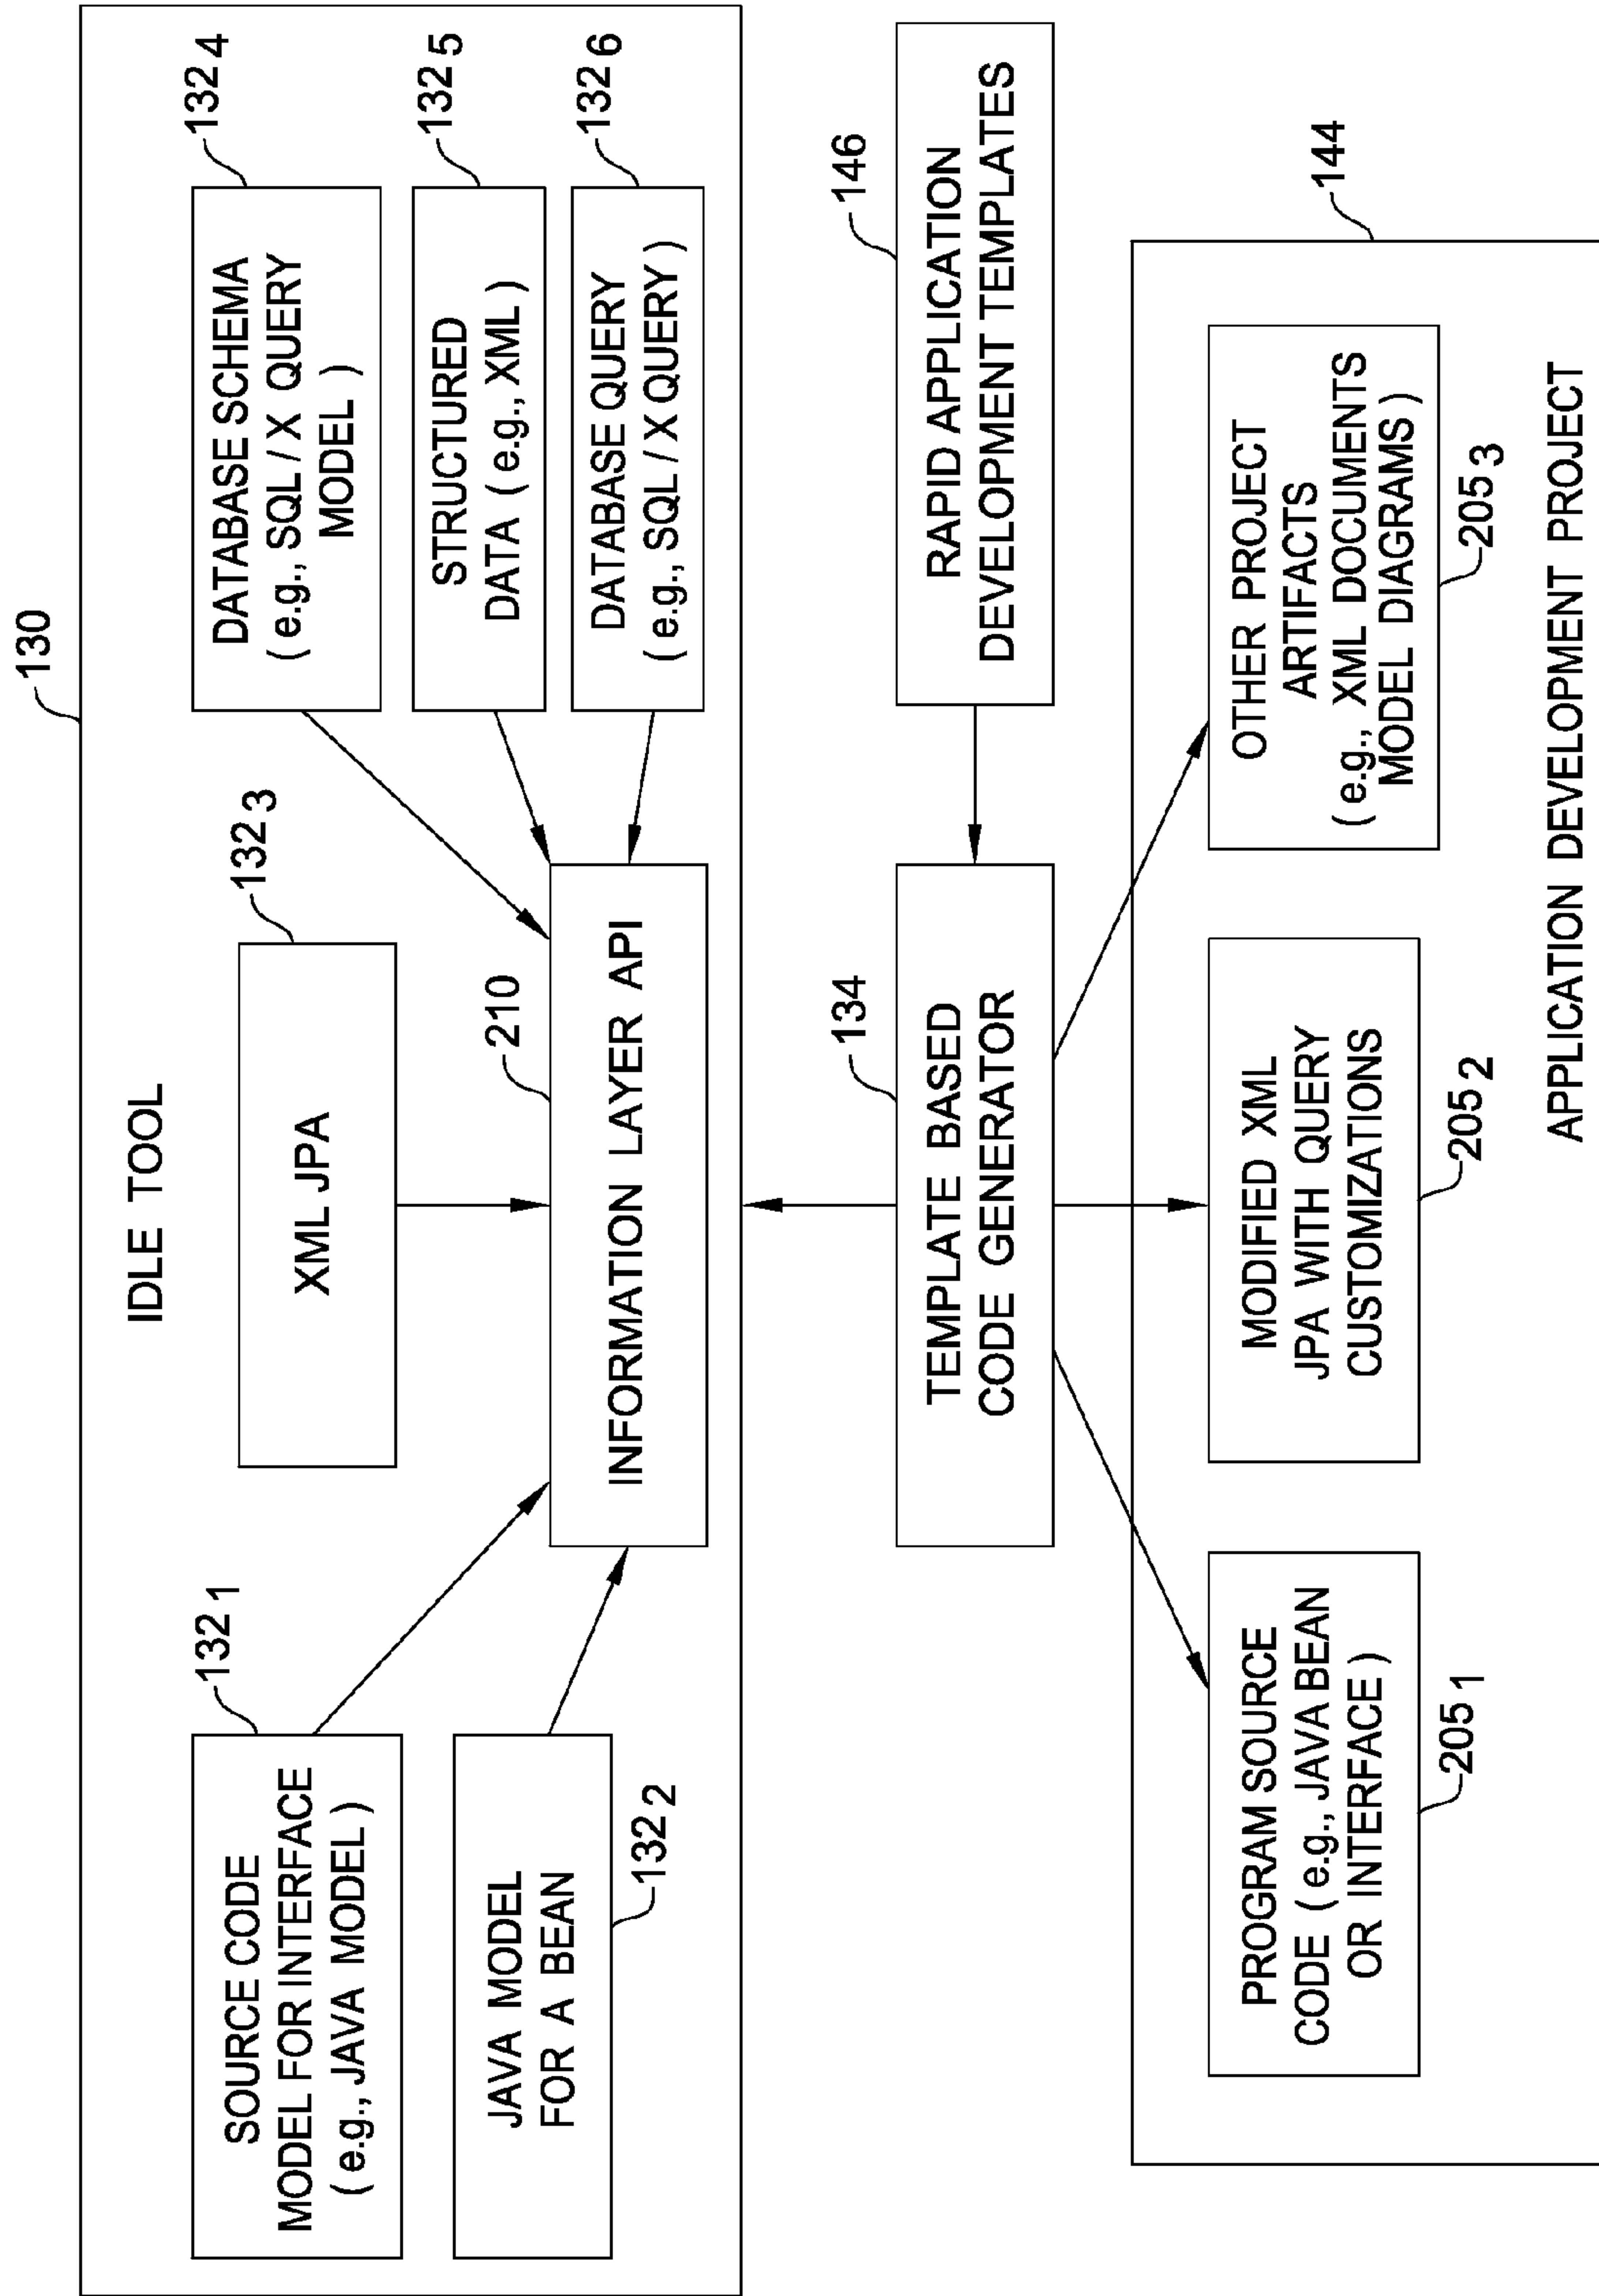 130
IDLE TOOL
132 1
SOURCE CODE
MODEL FOR INTERFACE
( e.g., JAVA MODEL )
JAVA MODEL
FOR A BEAN
132 2
132 3
XML JPA
132 4
DATABASE SCHEMA
( e.g., SQL / X QUERY
MODEL )
132 5
STRUCTURED
DATA ( e.g., XML )
132 6
DATABASE QUERY
( e.g., SQL / X QUERY )
210
INFORMATION LAYER API
134
TEMPLATE BASED
CODE GENERATOR
146
RAPID APPLICATION
DEVELOPMENT TEMPLATES
144
PROGRAM SOURCE
CODE ( e.g., JAVA BEAN
OR INTERFACE )
205 1
MODIFIED XML
JPA WITH QUERY
CUSTOMIZATIONS
205 2
OTHER PROJECT
ARTIFACTS
( e.g., XML DOCUMENTS
MODEL DIAGRAMS )
205 3
APPLICATION DEVELOPMENT PROJECT